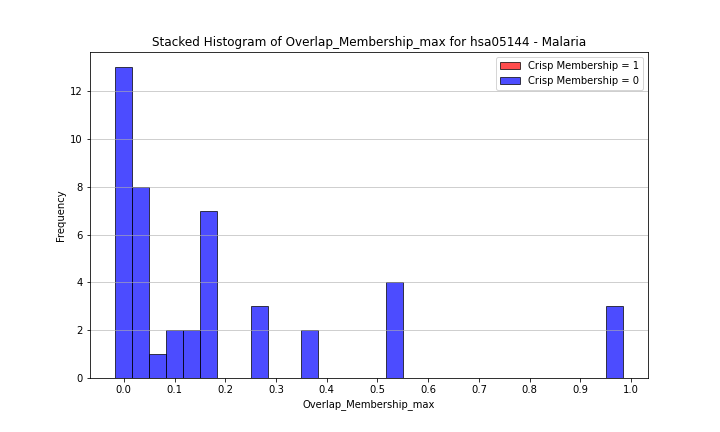 Stacked Histogram of Overlap_Membership_max for hsa05144 - Malaria
Crisp Membership = 1
Crisp Membership = 0
12
10
8
6
4
2
0
Frequency
0.0 0.1 0.2 0.3 0.4 0.5 0.6 0.7 0.8 0.9 1.0
Overlap_Membership_max